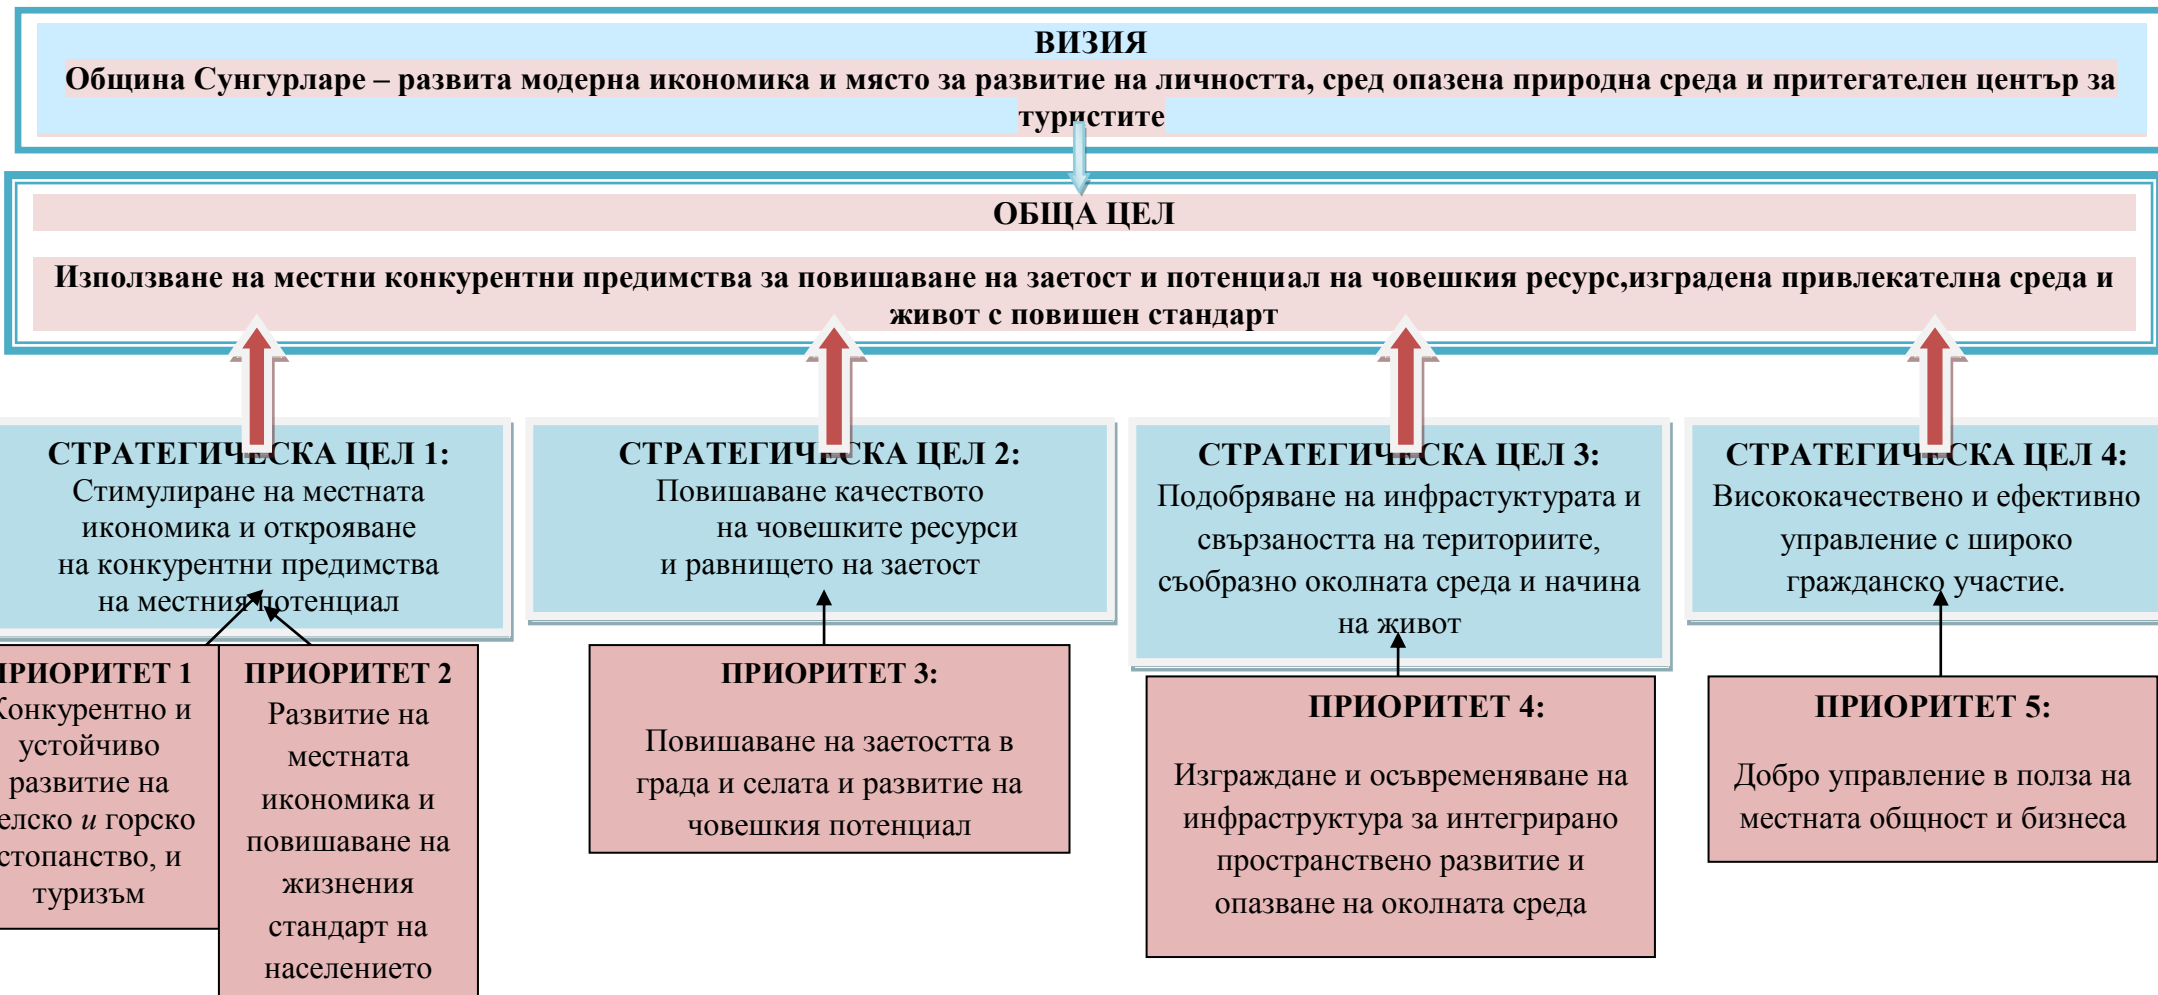 ВИЗИЯ
Община Сунгурларе – развита модерна икономика и място за развитие на личността, сред опазена природна среда и притегателен център за
туристите
ОБЩА ЦЕЛ
Използване на местни конкурентни предимства за повишаване на заетост и потенциал на човешкия ресурс,изградена привлекателна среда и
живот с повишен стандарт
СТРАТЕГИЧЕСКА ЦЕЛ 1:
Стимулиране на местната
икономика и открояване
на конкурентни предимства
на местния потенциал
СТРАТЕГИЧЕСКА ЦЕЛ 2:
Повишаване качеството
на човешките ресурси
и равнището на заетост
СТРАТЕГИЧЕСКА ЦЕЛ 3:
Подобряване на инфрастуктурата и
свързаността на териториите,
съобразно околната среда и начина
на живот
СТРАТЕГИЧЕСКА ЦЕЛ 4:
Висококачествено и ефективно
управление с широко
гражданско участие.
ПРИОРИТЕТ 1
Конкурентно и
устойчиво
развитие на
елско и горско
стопанство, и
туризъм
ПРИОРИТЕТ 2
Развитие на
местната
икономика и
повишаване на
жизнения
стандарт на
населението
ПРИОРИТЕТ 3:
Повишаване на заетостта в
града и селата и развитие на
човешкия потенциал
ПРИОРИТЕТ 4:
Изграждане и осъвременяване на
инфраструктура за интегрирано
пространствено развитие и
опазване на околната среда
ПРИОРИТЕТ 5:
Добро управление в полза на
местната общност и бизнеса